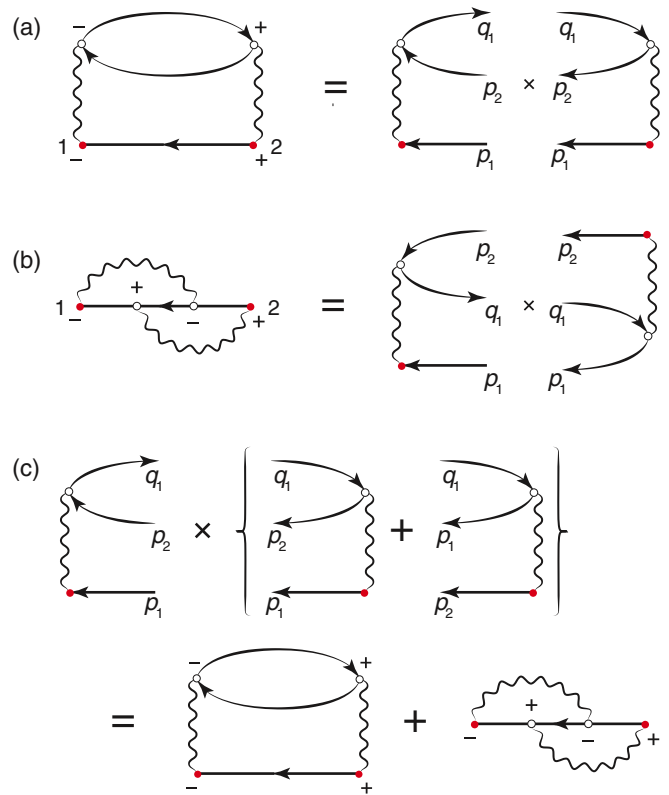 (a)
- + q₁ q₁
= p₂ × p₂
1 - + 2 p₁ p₁
(b)
p₂ p₂
1 - + - + 2 = q₁ × q₁
p₁ p₁
(c)
q₁ q₁ q₁
p₂ × { p₂ + p₁ }
p₁ p₁ p₂
- +
= + - + - +
- +